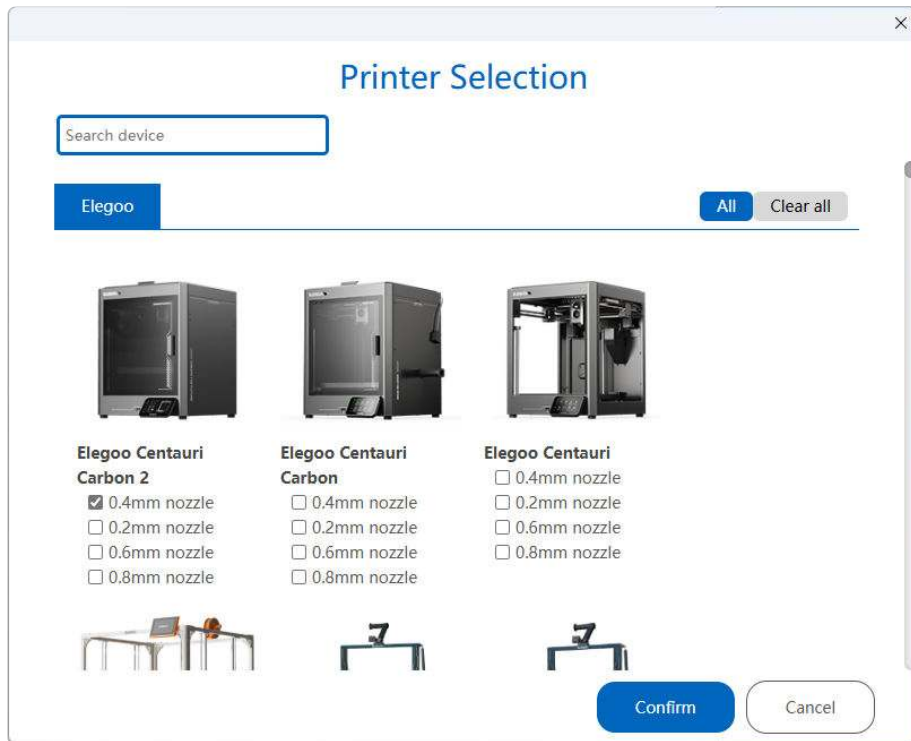 Printer Selection
Search device
Elegoo
All
Clear all
Elegoo Centauri
Carbon 2
0.4mm nozzle
0.2mm nozzle
0.6mm nozzle
0.8mm nozzle
Elegoo Centauri
Carbon
0.4mm nozzle
0.2mm nozzle
0.6mm nozzle
0.8mm nozzle
Elegoo Centauri
0.4mm nozzle
0.2mm nozzle
0.6mm nozzle
0.8mm nozzle
Confirm
Cancel